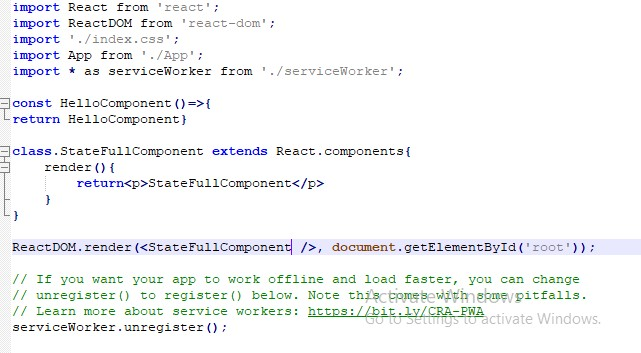 import React from 'react';
import ReactDOM from 'react-dom';
import './index.css';
import App from './App';
import * as serviceWorker from './serviceWorker';
const HelloComponent()=>{
return HelloComponent}
class.StateFullComponent extends React.components{
render(){
return<p>StateFullComponent</p>
}
}
ReactDOM.render(<StateFullComponent />, document.getElementById('root'));
// If you want your app to work offline and load faster, you can change
// unregister() to register() below. Note this comes with some pitfalls.
Activate Windows
// Learn more about service workers: https://bit.ly/CRA-PWA
Go to Settings to activate Windows.
serviceWorker.unregister();